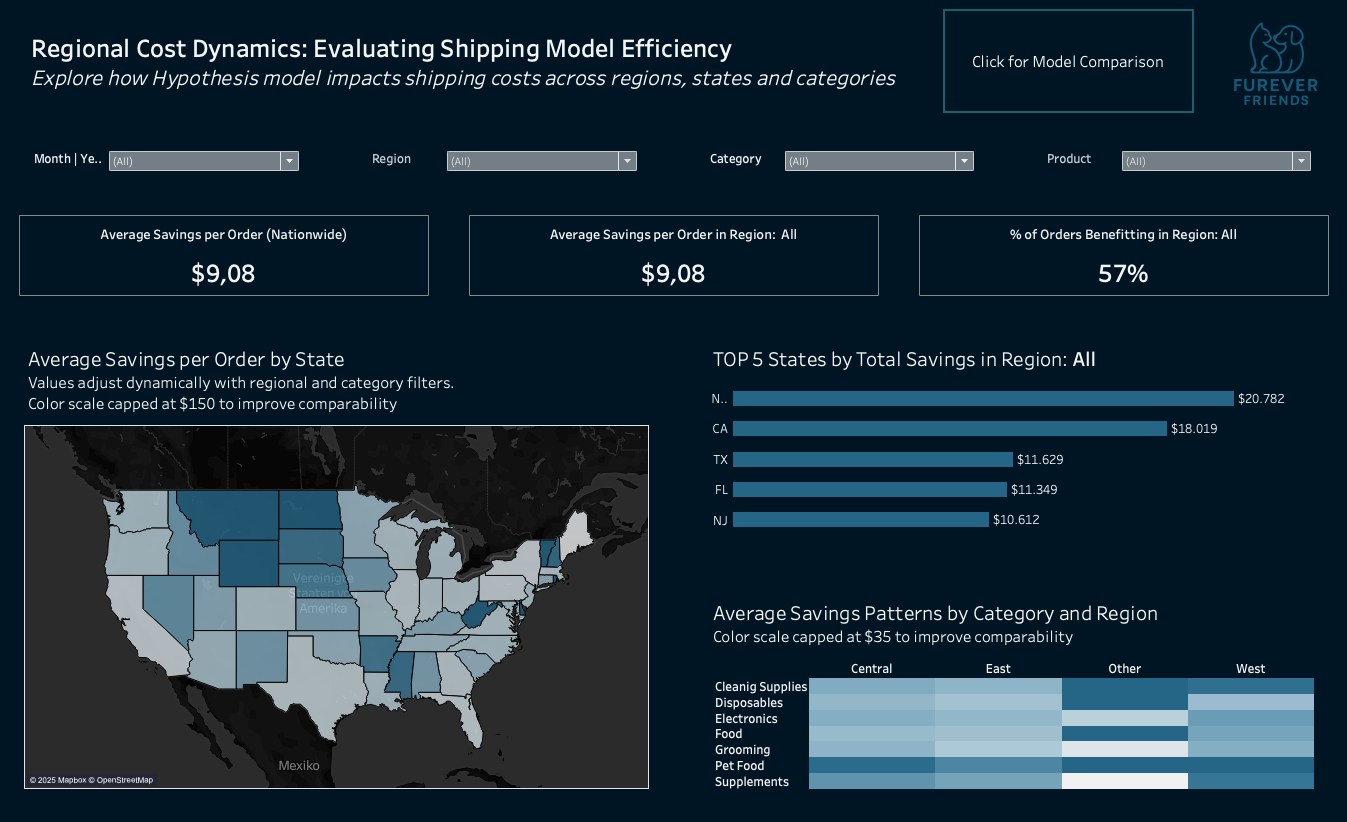 Regional Cost Dynamics: Evaluating Shipping Model Efficiency
Explore how Hypothesis model impacts shipping costs across regions, states and categories
Click for Model Comparison
FUREVER
FRIENDS
Month | Ye.. (All)
Region (All)
Category (All)
Product (All)
Average Savings per Order (Nationwide)
$9,08
Average Savings per Order in Region: All
$9,08
% of Orders Benefitting in Region: All
57%
Average Savings per Order by State
Values adjust dynamically with regional and category filters.
Color scale capped at $150 to improve comparability
Vereinigte
Staaten von
Amerika
Mexiko
© 2025 Mapbox © OpenStreetMap
TOP 5 States by Total Savings in Region: All
N.. $20.782
CA $18.019
TX $11.629
FL $11.349
NJ $10.612
Average Savings Patterns by Category and Region
Color scale capped at $35 to improve comparability
Central East Other West
Cleanig Supplies
Disposables
Electronics
Food
Grooming
Pet Food
Supplements